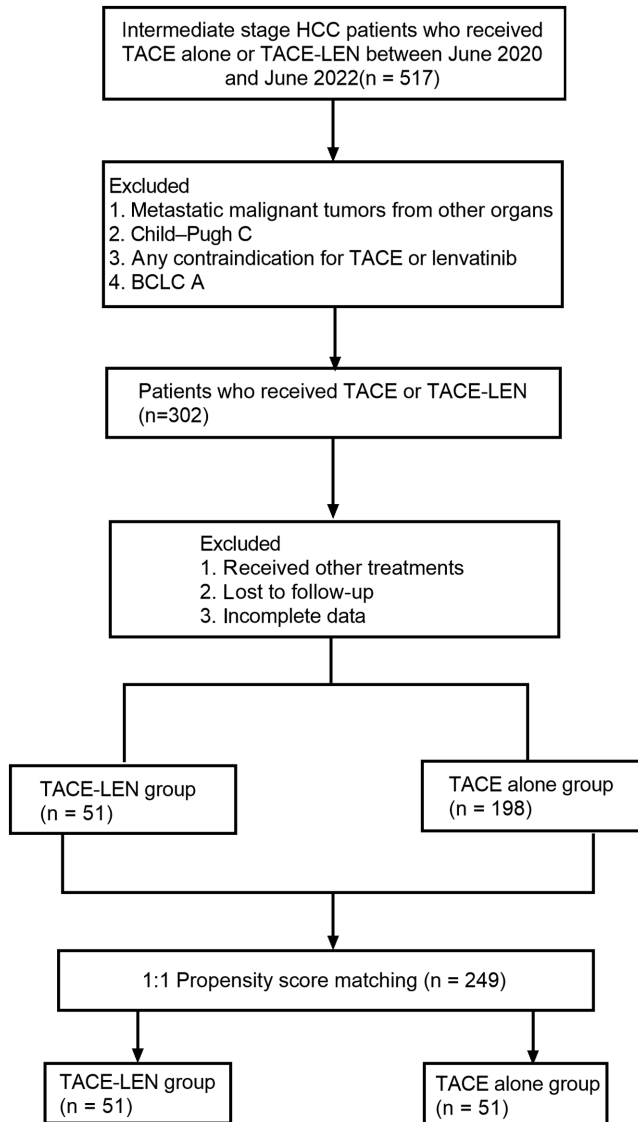 Intermediate stage HCC patients who received
TACE alone or TACE-LEN between June 2020
and June 2022(n = 517)
Excluded
1. Metastatic malignant tumors from other organs
2. Child–Pugh C
3. Any contraindication for TACE or lenvatinib
4. BCLC A
Patients who received TACE or TACE-LEN
(n=302)
Excluded
1. Received other treatments
2. Lost to follow-up
3. Incomplete data
TACE-LEN group
(n = 51)
TACE alone group
(n = 198)
1:1 Propensity score matching (n = 249)
TACE-LEN group
(n = 51)
TACE alone group
(n = 51)